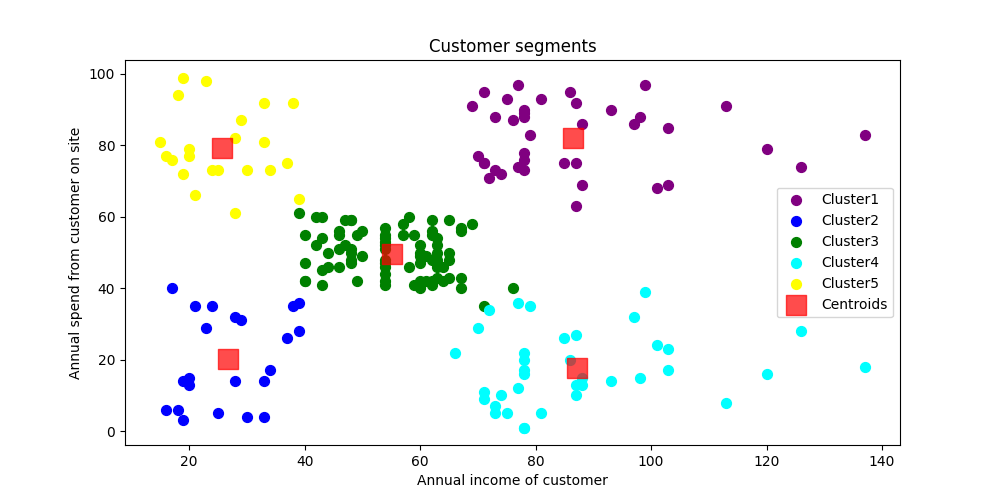 Customer segments
Annual spend from customer on site
100
80
60
40
20
0
Cluster1
Cluster2
Cluster3
Cluster4
Cluster5
Centroids
20 40 60 80 100 120 140
Annual income of customer